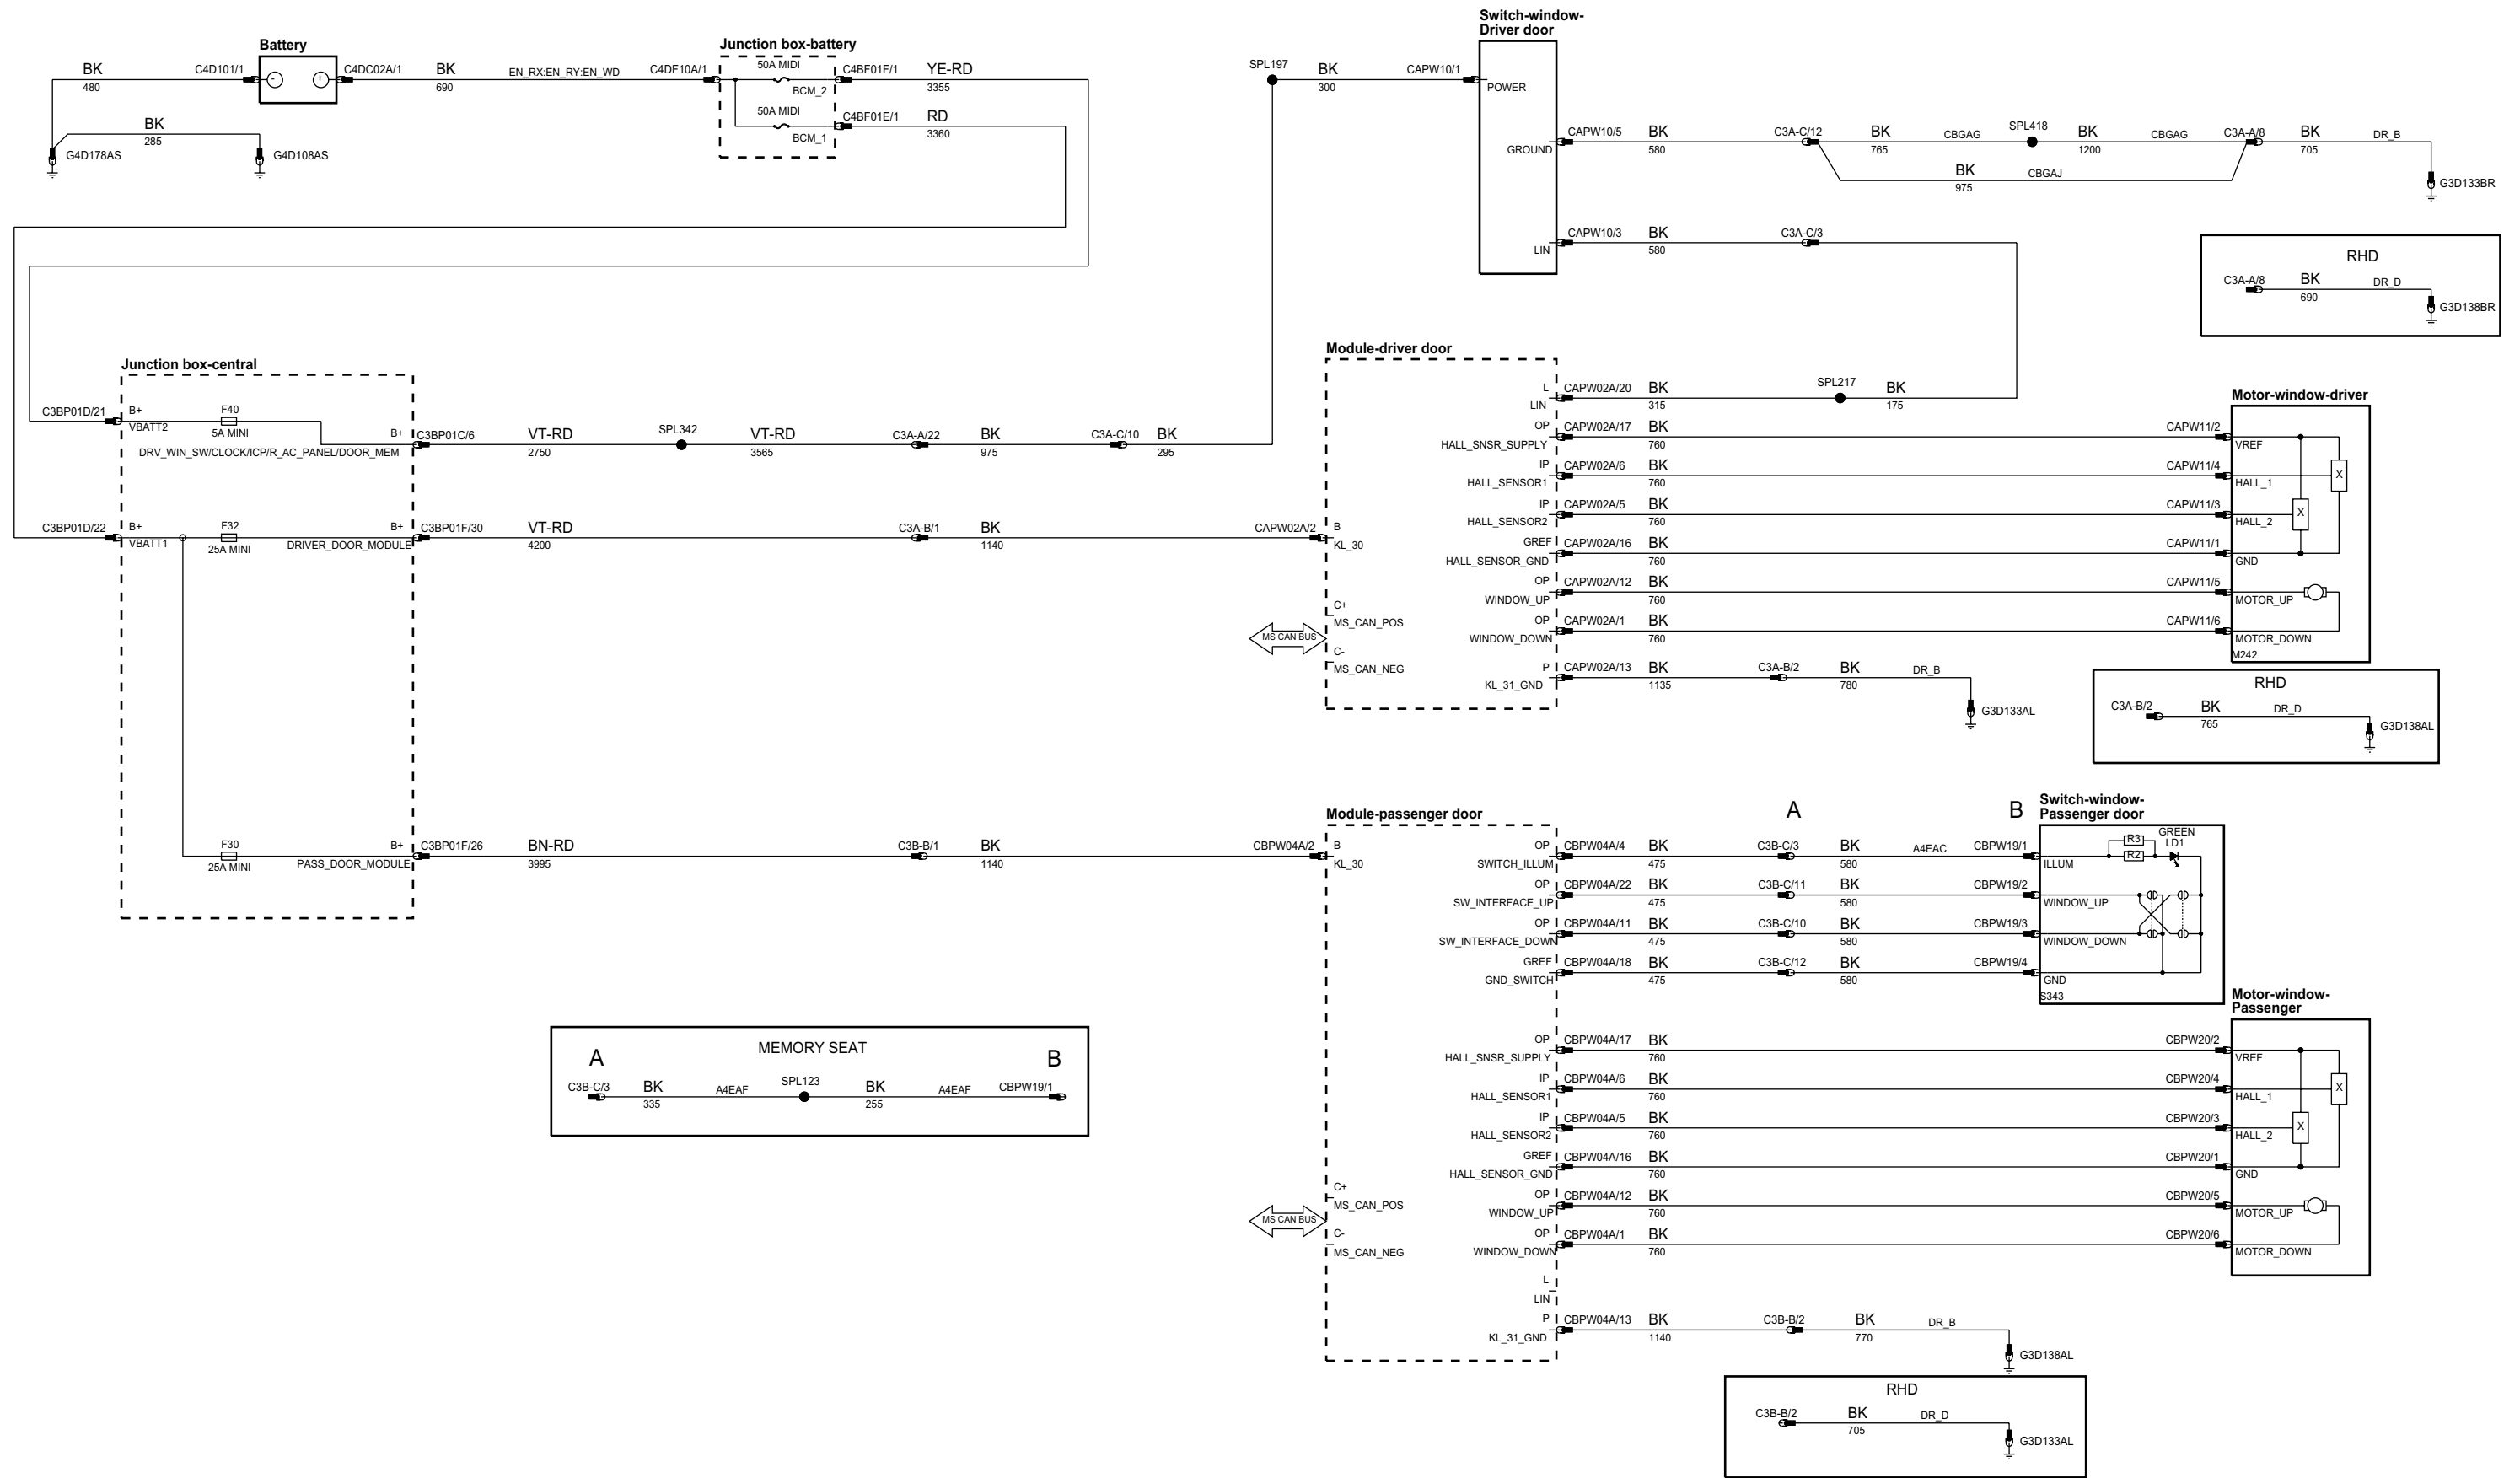 Battery
BK
480
C4D101/1
-
+
C4DC02A/1
BK
690
EN_RX:EN_RY:EN_WD
C4DF10A/1
BK
285
G4D178AS
G4D108AS
Junction box-battery
50A MIDI
BCM_2
50A MIDI
BCM_1
C4BF01F/1
YE-RD
3355
C4BF01E/1
RD
3360
SPL197
BK
300
CAPW10/1
Switch-window-
Driver door
POWER
GROUND
LIN
CAPW10/5
BK
580
C3A-C/12
BK
765
CBGAG
SPL418
BK
1200
CBGAG
C3A-A/8
BK
705
DR_B
G3D133BR
BK
975
CBGAJ
CAPW10/3
BK
580
C3A-C/3
RHD
C3A-A/8
BK
690
DR_D
G3D138BR
Junction box-central
C3BP01D/21
B+
VBATT2
F40
5A MINI
B+
DRV_WIN_SW/CLOCK/ICP/R_AC_PANEL/DOOR_MEM
C3BP01C/6
VT-RD
2750
SPL342
VT-RD
3565
C3A-A/22
BK
975
C3A-C/10
BK
295
C3BP01D/22
B+
VBATT1
F32
25A MINI
B+
DRIVER_DOOR_MODULE
C3BP01F/30
VT-RD
4200
C3A-B/1
BK
1140
CAPW02A/2
F30
25A MINI
B+
PASS_DOOR_MODULE
C3BP01F/26
BN-RD
3995
C3B-B/1
BK
1140
CBPW04A/2
Module-driver door
B
KL_30
C+
MS_CAN_POS
MS CAN BUS
C-
MS_CAN_NEG
L
LIN
CAPW02A/20
BK
315
SPL217
BK
175
OP
HALL_SNSR_SUPPLY
CAPW02A/17
BK
760
CAPW11/2
IP
HALL_SENSOR1
CAPW02A/6
BK
760
CAPW11/4
IP
HALL_SENSOR2
CAPW02A/5
BK
760
CAPW11/3
GREF
HALL_SENSOR_GND
CAPW02A/16
BK
760
CAPW11/1
OP
WINDOW_UP
CAPW02A/12
BK
760
CAPW11/5
OP
WINDOW_DOWN
CAPW02A/1
BK
760
CAPW11/6
P
KL_31_GND
CAPW02A/13
BK
1135
C3A-B/2
BK
780
DR_B
G3D133AL
Motor-window-driver
VREF
HALL_1
X
HALL_2
X
GND
MOTOR_UP
MOTOR_DOWN
M242
RHD
C3A-B/2
BK
765
DR_D
G3D138AL
Module-passenger door
B
KL_30
A
B
OP
SWITCH_ILLUM
CBPW04A/4
BK
475
C3B-C/3
BK
580
A4EAC
CBPW19/1
OP
SW_INTERFACE_UP
CBPW04A/22
BK
475
C3B-C/11
BK
580
CBPW19/2
OP
SW_INTERFACE_DOWN
CBPW04A/11
BK
475
C3B-C/10
BK
580
CBPW19/3
GREF
GND_SWITCH
CBPW04A/18
BK
475
C3B-C/12
BK
580
CBPW19/4
Switch-window-
Passenger door
R3
R2
GREEN
LD1
ILLUM
WINDOW_UP
WINDOW_DOWN
GND
S343
Motor-window-
Passenger
OP
HALL_SNSR_SUPPLY
CBPW04A/17
BK
760
CBPW20/2
VREF
IP
HALL_SENSOR1
CBPW04A/6
BK
760
CBPW20/4
HALL_1
X
IP
HALL_SENSOR2
CBPW04A/5
BK
760
CBPW20/3
HALL_2
X
GREF
HALL_SENSOR_GND
CBPW04A/16
BK
760
CBPW20/1
GND
C+
MS_CAN_POS
MS CAN BUS
C-
MS_CAN_NEG
OP
WINDOW_UP
CBPW04A/12
BK
760
CBPW20/5
MOTOR_UP
OP
WINDOW_DOWN
CBPW04A/1
BK
760
CBPW20/6
MOTOR_DOWN
L
LIN
P
KL_31_GND
CBPW04A/13
BK
1140
C3B-B/2
BK
770
DR_B
G3D138AL
RHD
C3B-B/2
BK
705
DR_D
G3D133AL
MEMORY SEAT
A
B
C3B-C/3
BK
335
A4EAF
SPL123
BK
255
A4EAF
CBPW19/1